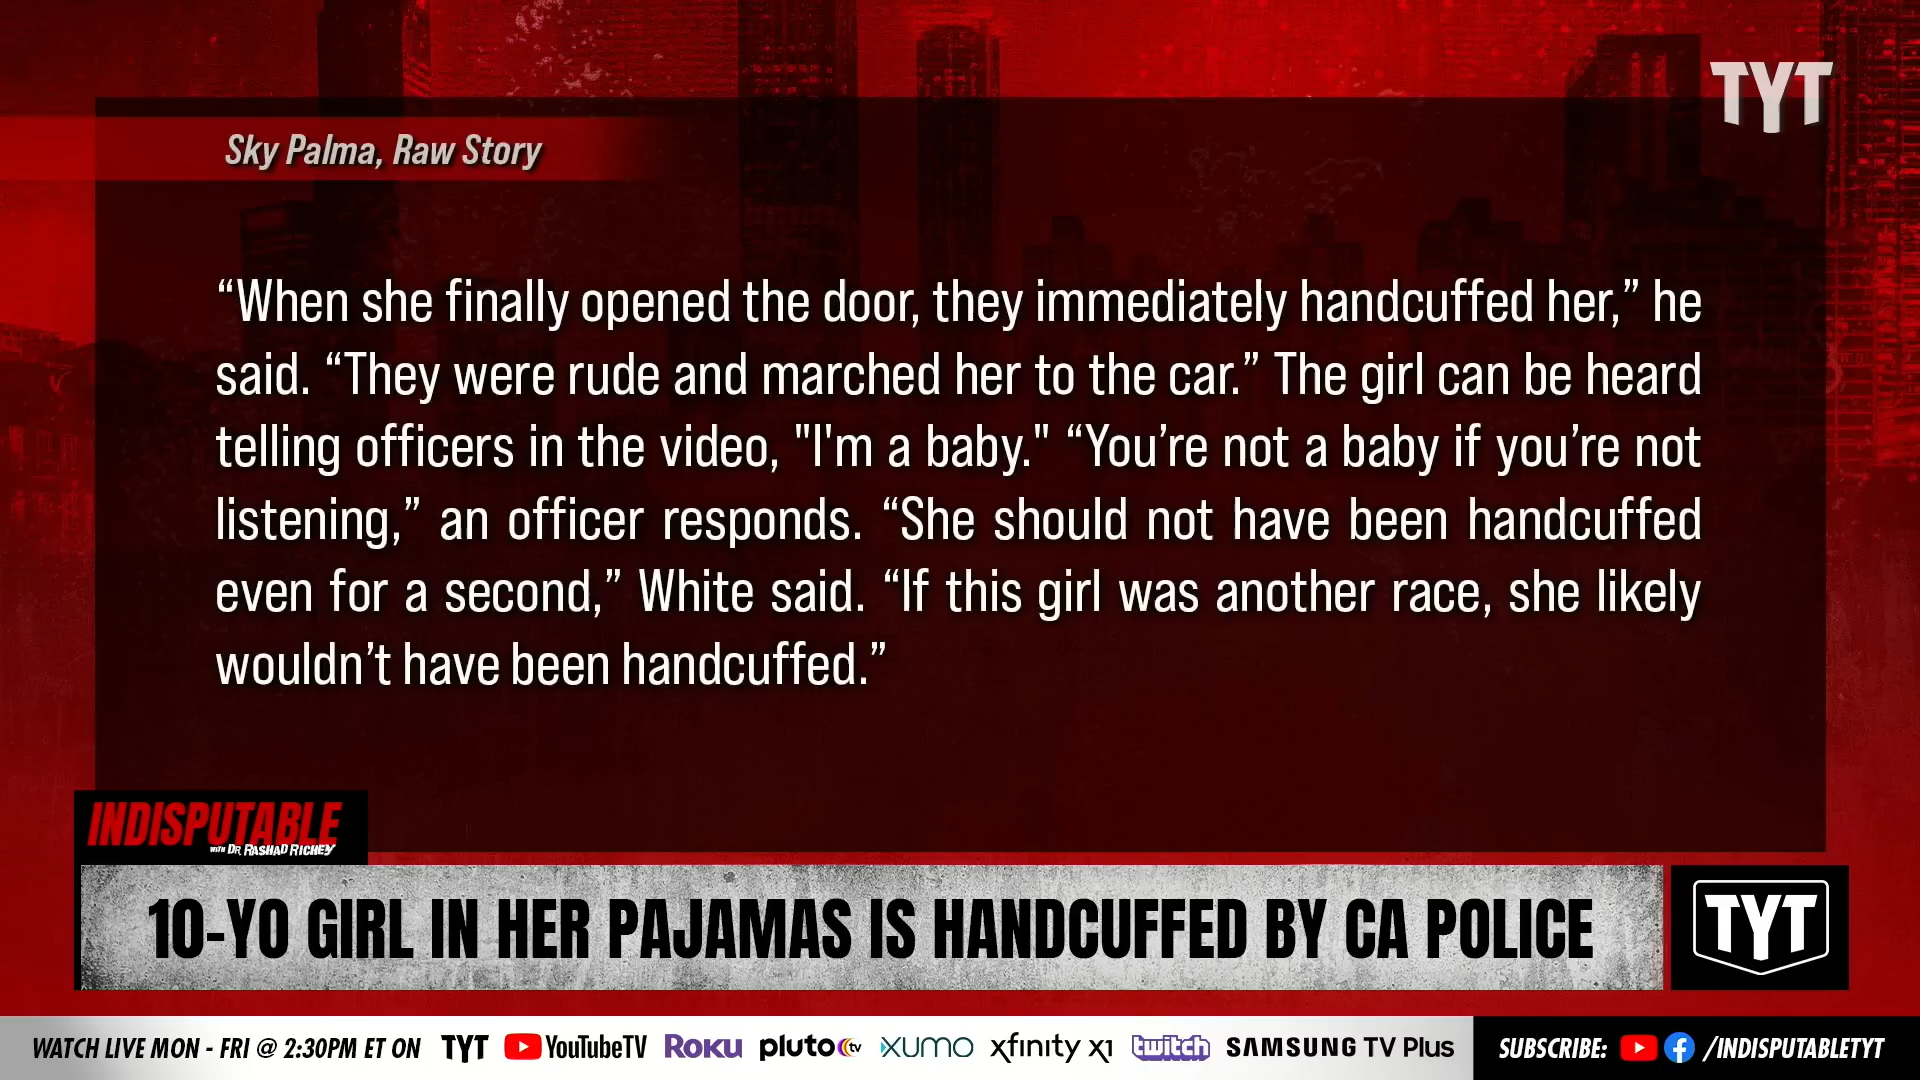 TYT
Sky Palma, Raw Story
“When she finally opened the door, they immediately handcuffed her,” he
said. “They were rude and marched her to the car.” The girl can be heard
telling officers in the video, "I'm a baby." “You’re not a baby if you’re not
listening,” an officer responds. “She should not have been handcuffed
even for a second,” White said. “If this girl was another race, she likely
wouldn’t have been handcuffed.”
INDISPUTABLE
WITH DR RASHAD RICHEY
10-YO GIRL IN HER PAJAMAS IS HANDCUFFED BY CA POLICE
TYT
WATCH LIVE MON - FRI @ 2:30PM ET ON TYT YouTubeTV ROKU pluto tv XUMO xfinity x1 twitch SAMSUNG TV Plus SUBSCRIBE: /INDISPUTABLETYT